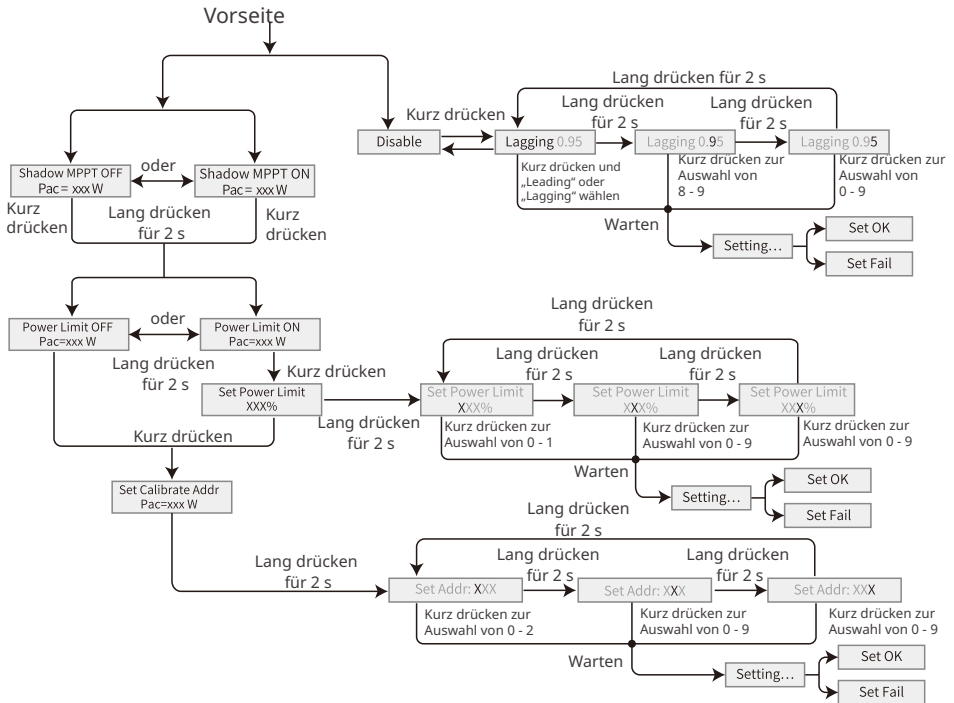 Vorseite
Lang drücken für 2 s
Kurz drücken
Lang drücken
für 2 s
Lang drücken
für 2 s
Disable
Lagging 0.95
Lagging 0.95
Lagging 0.95
Kurz drücken und
„Leading“ oder
„Lagging“ wählen
Kurz drücken zur
Auswahl von
8 - 9
Kurz drücken zur
Auswahl von
0 - 9
Warten
Setting...
Set OK
Set Fail
Shadow MPPT OFF
Pac = xxx W
oder
Shadow MPPT ON
Pac = xxx W
Kurz
drücken
Lang drücken
für 2 s
Kurz
drücken
Power Limit OFF
Pac=xxx W
oder
Power Limit ON
Pac=xxx W
Lang drücken
für 2 s
Kurz drücken
Set Power Limit
XXX%
Lang drücken
für 2 s
Lang drücken
für 2 s
Lang drücken
für 2 s
Lang drücken
für 2 s
Set Power Limit
XXX%
Set Power Limit
XXX%
Set Power Limit
XXX%
Kurz drücken zur
Auswahl von 0 - 1
Kurz drücken zur
Auswahl von 0 - 9
Kurz drücken zur
Auswahl von 0 - 9
Warten
Setting...
Set OK
Set Fail
Kurz drücken
Set Calibrate Addr
Pac=xxx W
Lang drücken
für 2 s
Lang drücken
für 2 s
Lang drücken
für 2 s
Lang drücken
für 2 s
Set Addr: XXX
Set Addr: XXX
Set Addr: XXX
Kurz drücken zur
Auswahl von 0 - 2
Kurz drücken zur
Auswahl von 0 - 9
Kurz drücken zur
Auswahl von 0 - 9
Warten
Setting...
Set OK
Set Fail